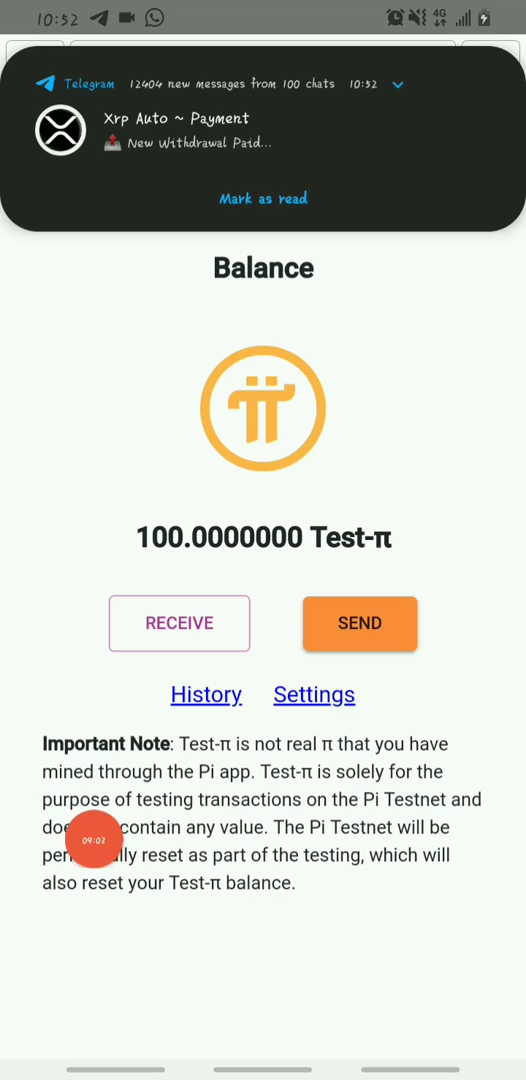 10:52
4G
Telegram 12404 new messages from 100 chats 10:52
Xrp Auto ~ Payment
📤 New Withdrawal Paid...
Mark as read
Balance
100.0000000 Test-π
RECEIVE SEND
History Settings
Important Note: Test-π is not real π that you have
mined through the Pi app. Test-π is solely for the
purpose of testing transactions on the Pi Testnet and
contain any value. The Pi Testnet will be
09:03
reset as part of the testing, which will
also reset your Test-π balance.